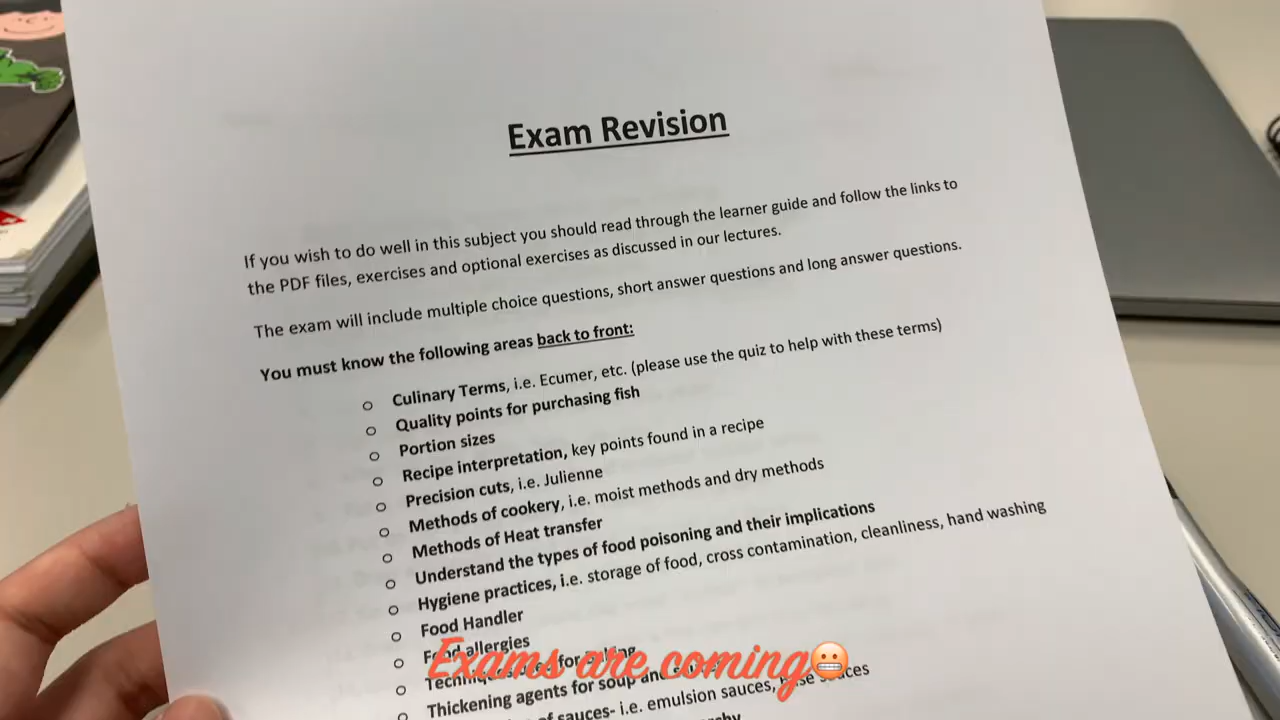 Exam Revision
If you wish to do well in this subject you should read through the learner guide and follow the links to
the PDF files, exercises and optional exercises as discussed in our lectures.
The exam will include multiple choice questions, short answer questions and long answer questions.
You must know the following areas back to front:
Culinary Terms, i.e. Ecumer, etc. (please use the quiz to help with these terms)
Quality points for purchasing fish
Portion sizes
Recipe interpretation, key points found in a recipe
Precision cuts, i.e. Julienne
Methods of cookery, i.e. moist methods and dry methods
Methods of Heat transfer
Understand the types of food poisoning and their implications
Hygiene practices, i.e. storage of food, cross contamination, cleanliness, hand washing
Food Handler
Food allergies
for
Exams are coming😬
Thickening agents for soup and
of sauces- i.e. emulsion sauces,